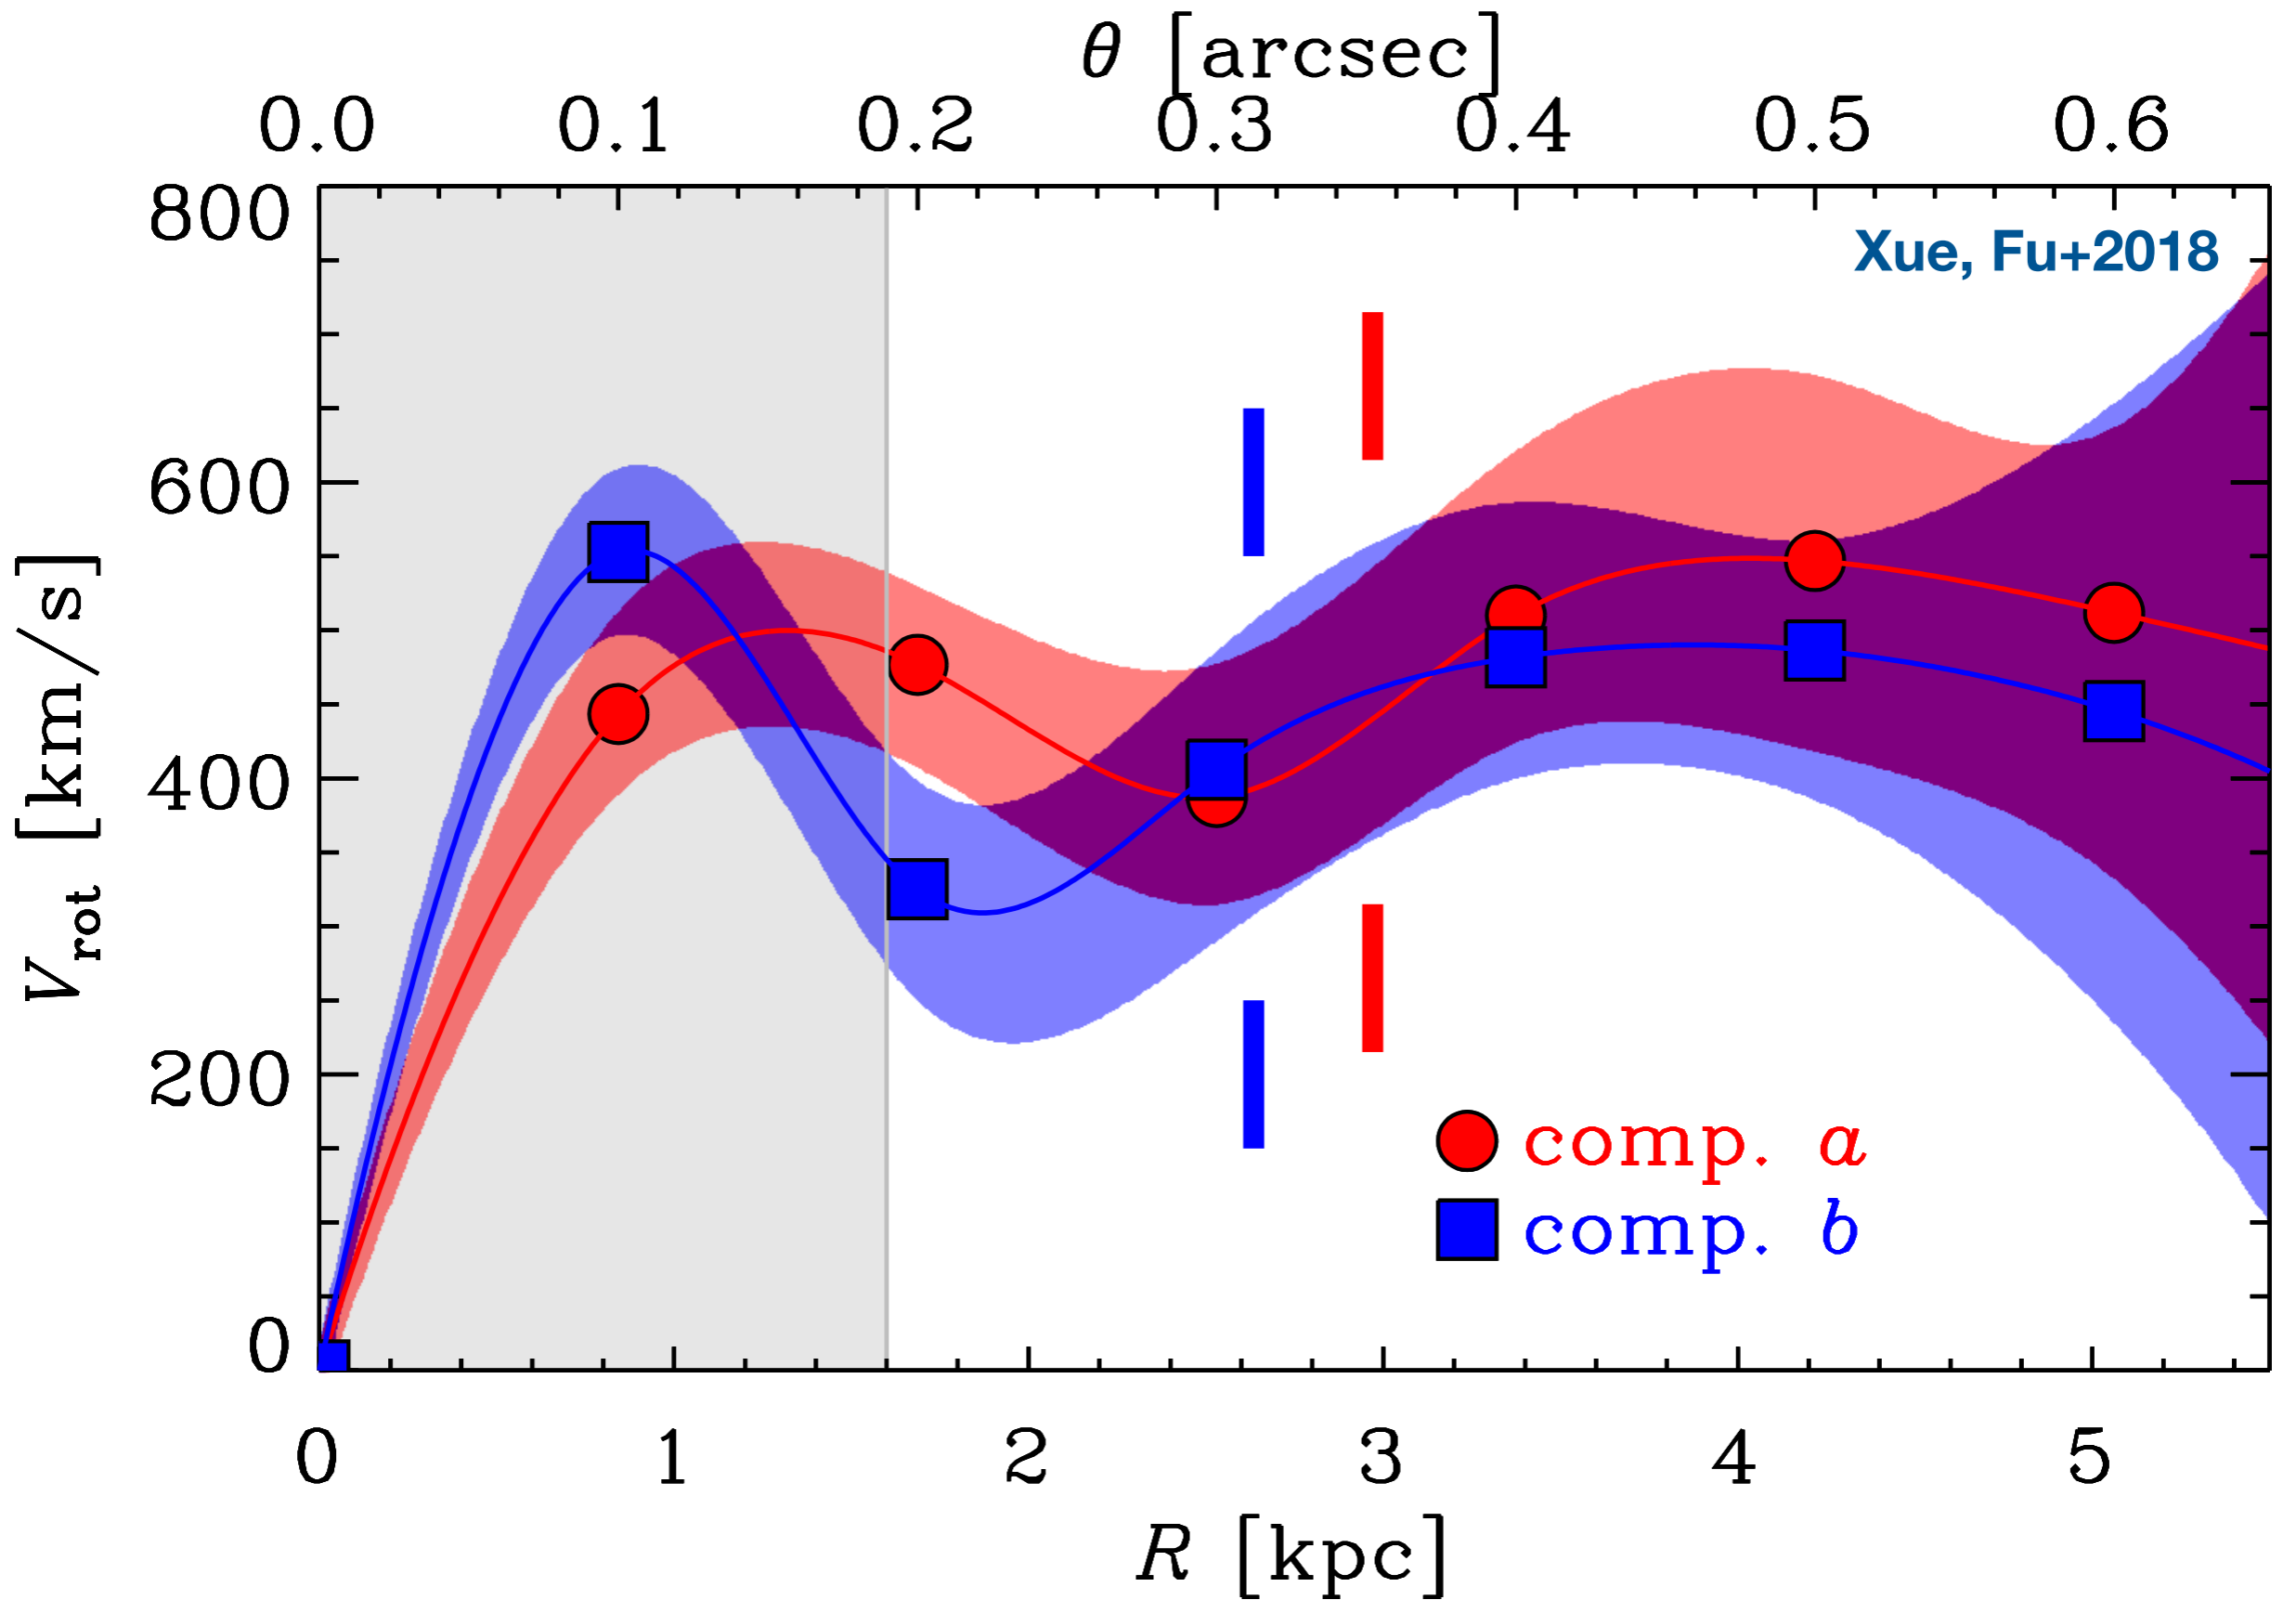 θ [arcsec]
0.0 0.1 0.2 0.3 0.4 0.5 0.6
Xue, Fu+2018
800
600
400
200
0
Vrot [km/s]
comp. a
comp. b
0 1 2 3 4 5
R [kpc]